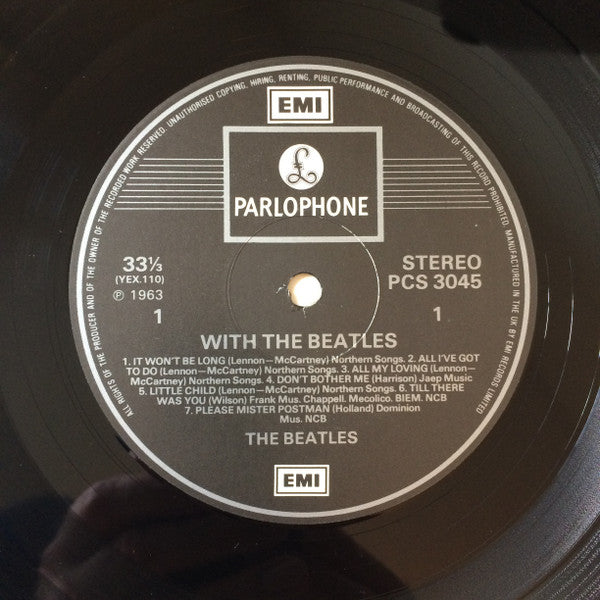 ALL RIGHTS OF THE PRODUCER AND OF THE OWNER OF THE RECORDED WORK RESERVED. UNAUTHORISED COPYING, HIRING, RENTING, PUBLIC PERFORMANCE AND BROADCASTING OF THIS RECORD PROHIBITED. MANUFACTURED IN THE UK BY EMI RECORDS LIMITED
EMI
£
PARLOPHONE
33⅓
(YEX.110)
℗ 1963
1
STEREO
PCS 3045
1
WITH THE BEATLES
1. IT WON'T BE LONG (Lennon–McCartney) Northern Songs. 2. ALL I'VE GOT
TO DO (Lennon–McCartney) Northern Songs. 3. ALL MY LOVING (Lennon–
McCartney) Northern Songs. 4. DON'T BOTHER ME (Harrison) Jaep Music
5. LITTLE CHILD (Lennon–McCartney) Northern Songs. 6. TILL THERE
WAS YOU (Wilson) Frank Mus. Chappell. Mecolico. BIEM. NCB
7. PLEASE MISTER POSTMAN (Holland) Dominion
Mus. NCB
THE BEATLES
EMI